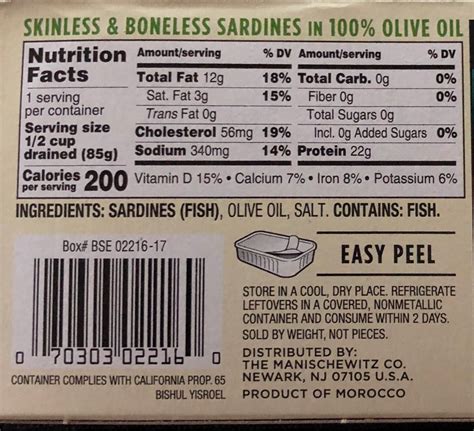 SKINLESS & BONELESS SARDINES IN 100% OLIVE OIL
Nutrition Facts
1 serving per container
Serving size
1/2 cup drained (85g)
Calories per serving 200
Amount/serving % DV
Total Fat 12g 18%
Sat. Fat 3g 15%
Trans Fat 0g
Cholesterol 56mg 19%
Sodium 340mg 14%
Amount/serving % DV
Total Carb. 0g 0%
Fiber 0g 0%
Total Sugars 0g
Incl. 0g Added Sugars 0%
Protein 22g
Vitamin D 15% • Calcium 7% • Iron 8% • Potassium 6%
INGREDIENTS: SARDINES (FISH), OLIVE OIL, SALT. CONTAINS: FISH.
Box# BSE 02216-17
0 70303 02216 0
CONTAINER COMPLIES WITH CALIFORNIA PROP. 65
BISHUL YISROEL
EASY PEEL
STORE IN A COOL, DRY PLACE. REFRIGERATE
LEFTOVERS IN A COVERED, NONMETALLIC
CONTAINER AND CONSUME WITHIN 2 DAYS.
SOLD BY WEIGHT, NOT PIECES.
DISTRIBUTED BY:
THE MANISCHEWITZ CO.
NEWARK, NJ 07105 U.S.A.
PRODUCT OF MOROCCO